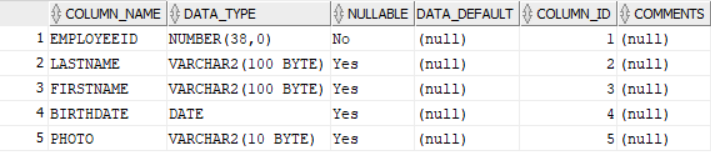 COLUMN_NAME DATA_TYPE NULLABLE DATA_DEFAULT COLUMN_ID COMMENTS
1 EMPLOYEEID NUMBER(38,0) No (null) 1 (null)
2 LASTNAME VARCHAR2(100 BYTE) Yes (null) 2 (null)
3 FIRSTNAME VARCHAR2(100 BYTE) Yes (null) 3 (null)
4 BIRTHDATE DATE Yes (null) 4 (null)
5 PHOTO VARCHAR2(10 BYTE) Yes (null) 5 (null)